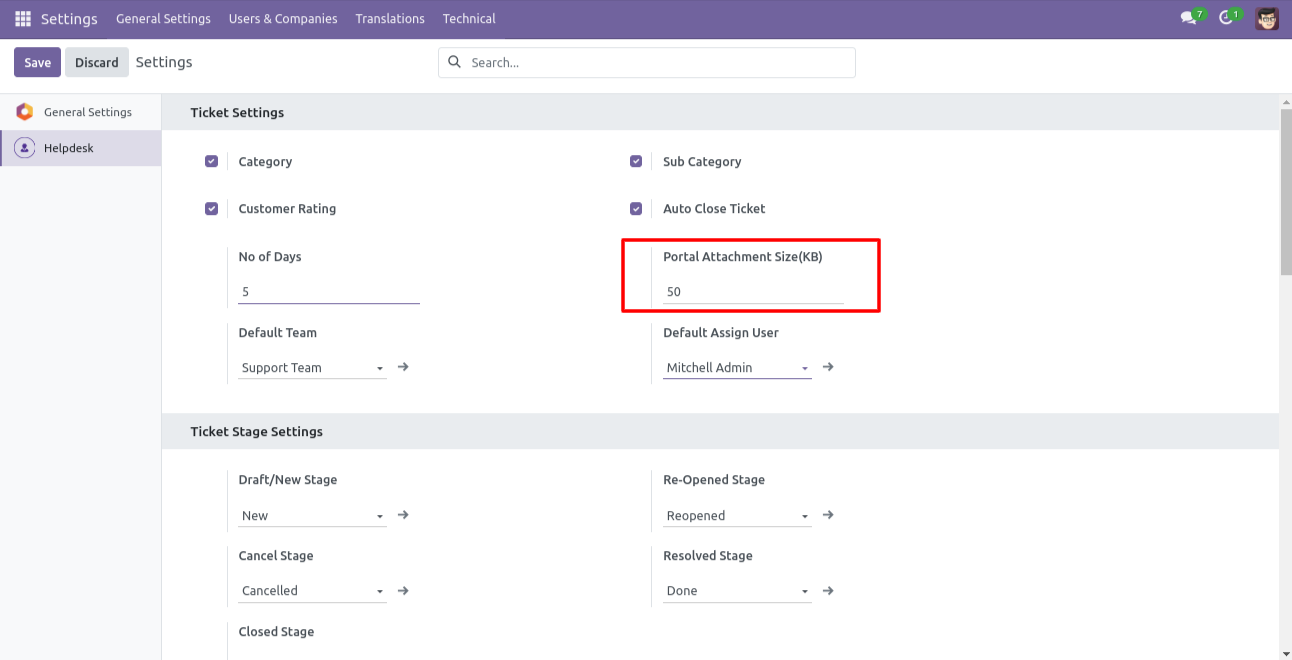 Settings General Settings Users & Companies Translations Technical 7 1
Save Discard Settings Search...
General Settings
Helpdesk
Ticket Settings
Category Sub Category
Customer Rating Auto Close Ticket
No of Days Portal Attachment Size(KB)
5 50
Default Team Default Assign User
Support Team Mitchell Admin
Ticket Stage Settings
Draft/New Stage Re-Opened Stage
New Reopened
Cancel Stage Resolved Stage
Cancelled Done
Closed Stage